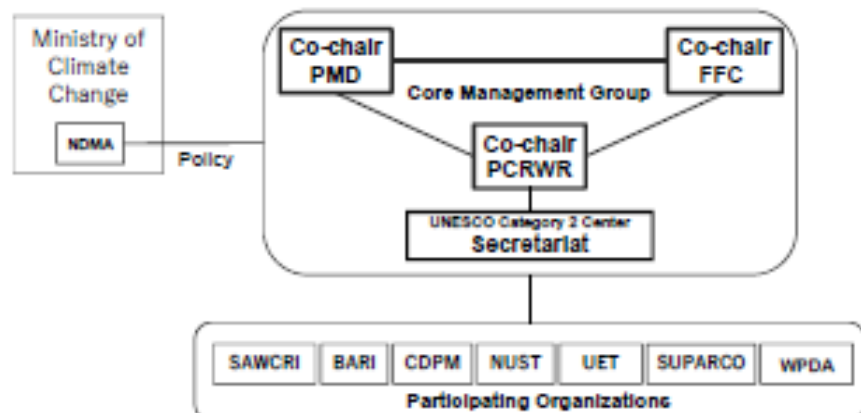 Ministry of
Climate
Change
NDMA
Policy
Co-chair
PMD
Co-chair
FFC
Core Management Group
Co-chair
PCRWR
UNESCO Category 2 Center
Secretariat
SAWCRI BARI CDPM NUST UET SUPARCO WPDA
Participating Organizations